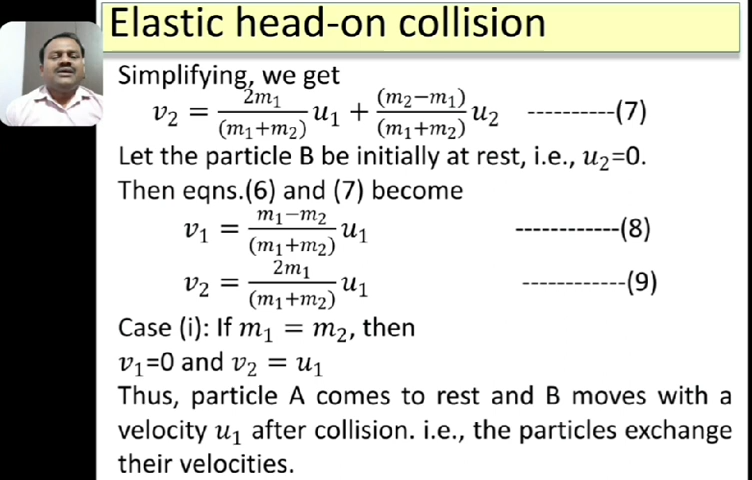 Elastic head-on collision
Simplifying, we get
v₂ = 2m₁/(m₁+m₂) u₁ + (m₂−m₁)/(m₁+m₂) u₂ ----------(7)
Let the particle B be initially at rest, i.e., u₂=0.
Then eqns.(6) and (7) become
v₁ = m₁−m₂/(m₁+m₂) u₁ ------------(8)
v₂ = 2m₁/(m₁+m₂) u₁ ------------(9)
Case (i): If m₁ = m₂, then
v₁=0 and v₂ = u₁
Thus, particle A comes to rest and B moves with a
velocity u₁ after collision. i.e., the particles exchange
their velocities.